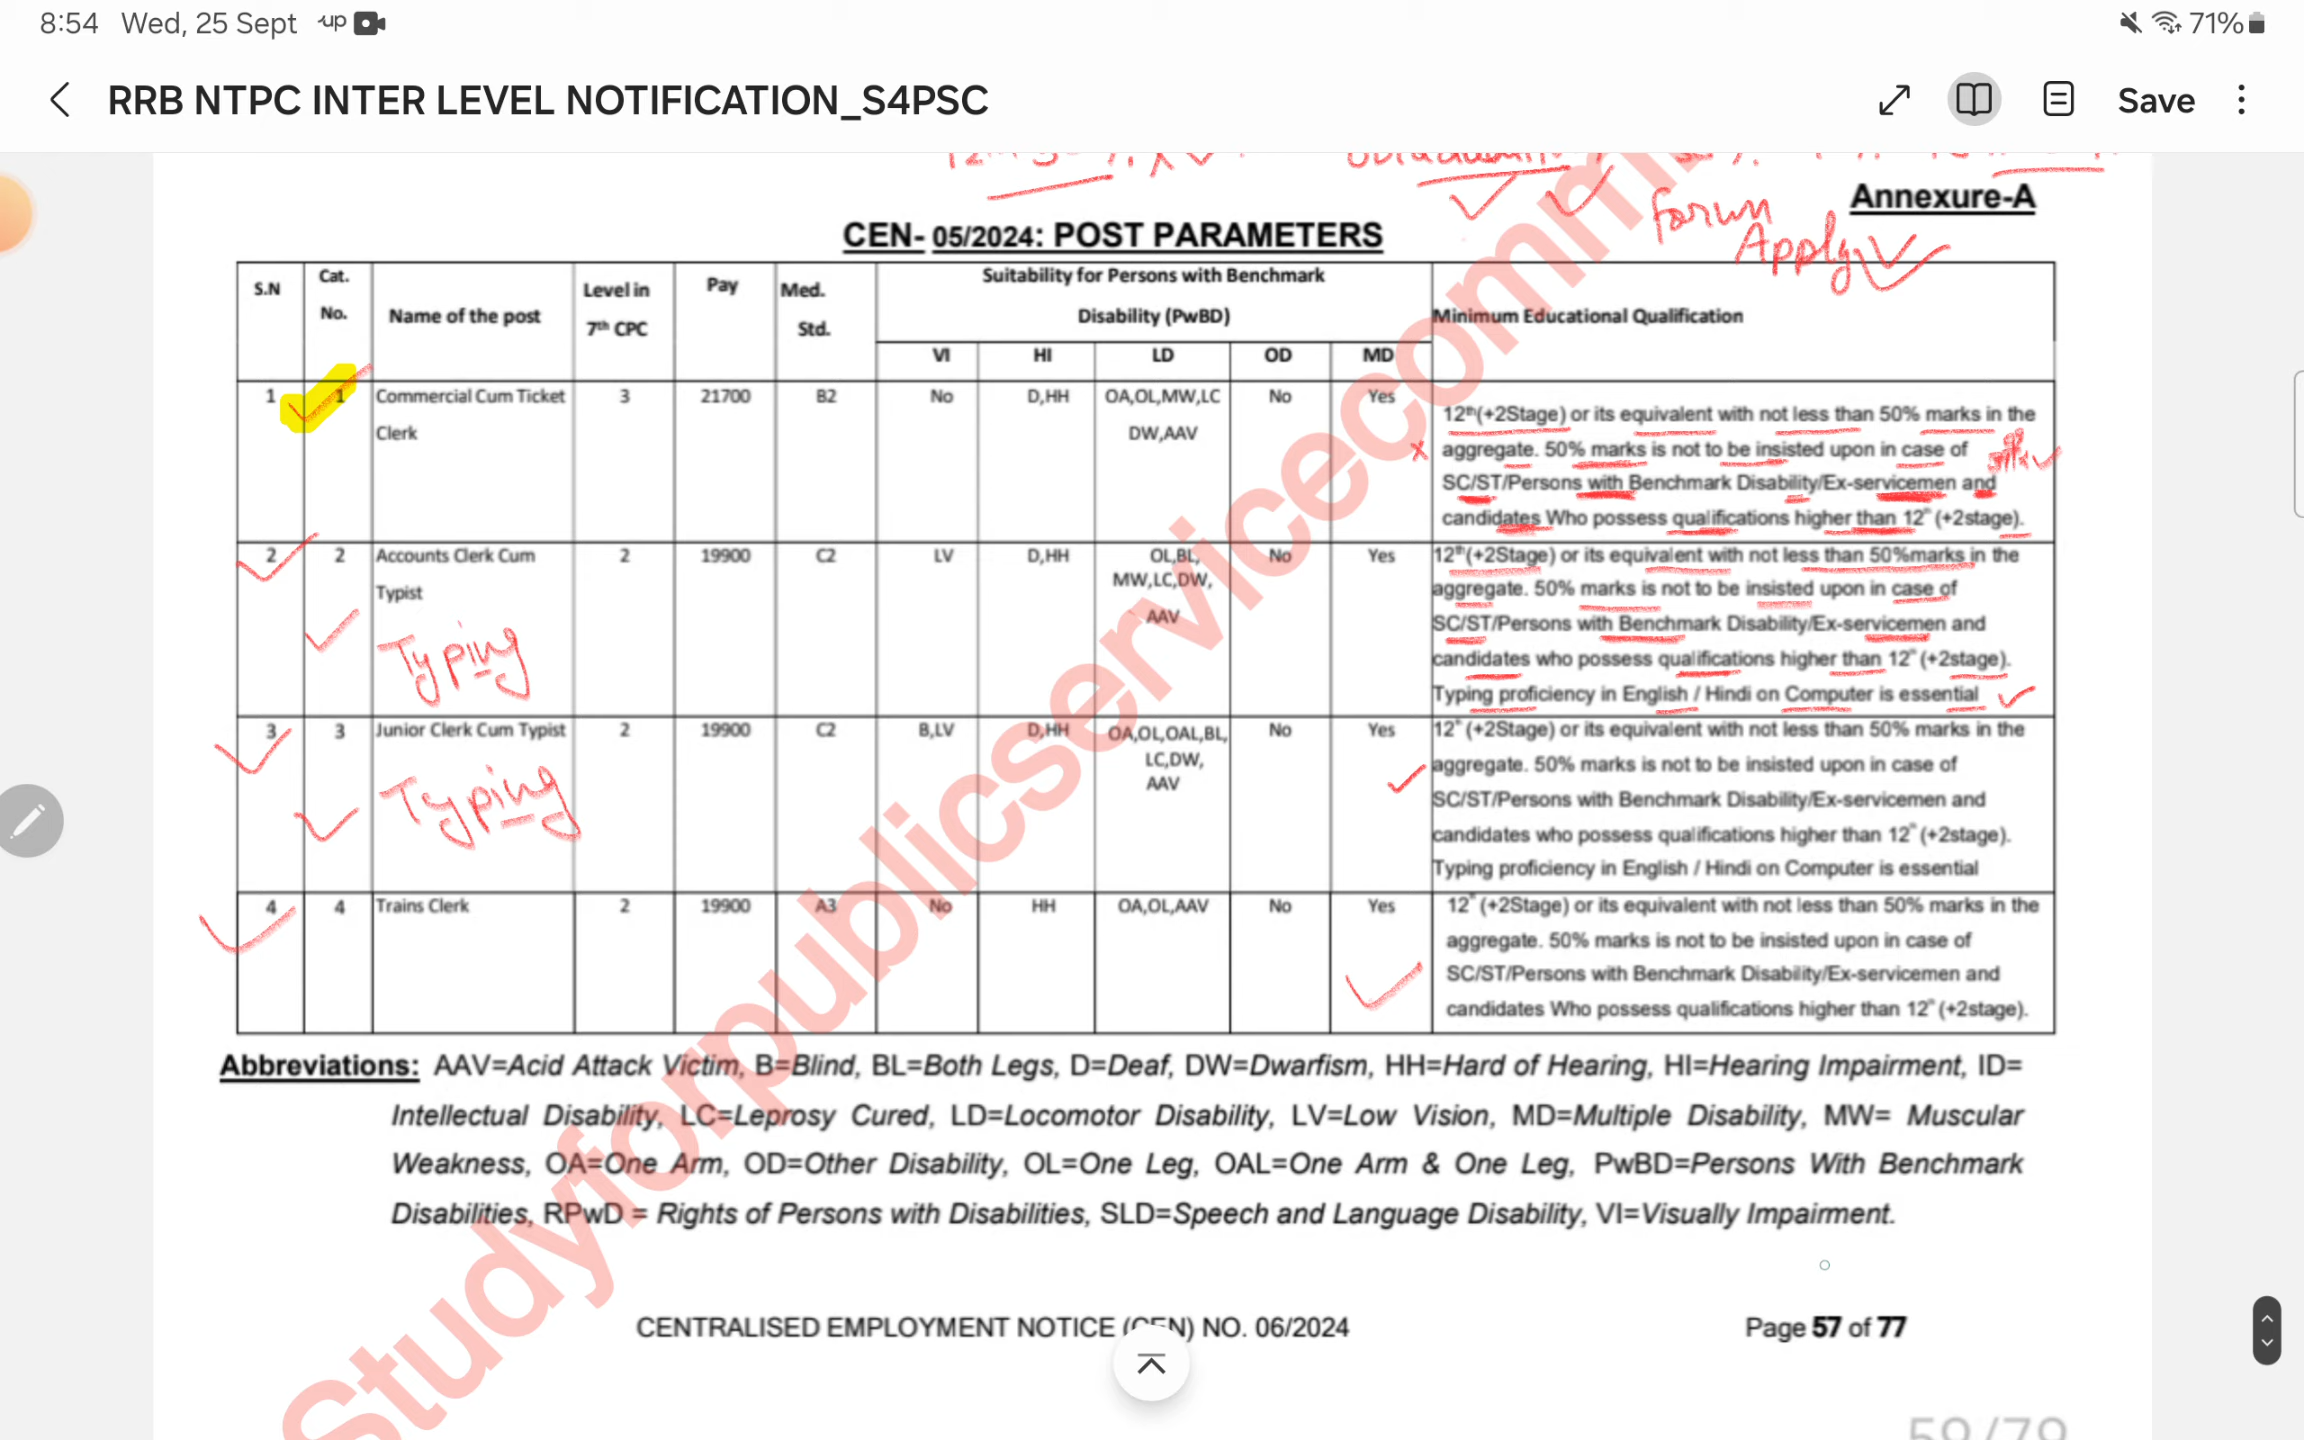 8:54 Wed, 25 Sept
71%
RRB NTPC INTER LEVEL NOTIFICATION_S4PSC
Save
Annexure-A
Forum
Apply
CEN- 05/2024: POST PARAMETERS
S.N
Cat. No.
Name of the post
Level in 7th CPC
Pay
Med. Std.
Suitability for Persons with Benchmark
Disability (PwBD)
Minimum Educational Qualification
VI HI LD OD MD
1 1 Commercial Cum Ticket 3 21700 B2 No D,HH OA,OL,MW,LC No Yes
Clerk DW,AAV
12th(+2Stage) or its equivalent with not less than 50% marks in the
aggregate. 50% marks is not to be insisted upon in case of
SC/ST/Persons with Benchmark Disability/Ex-servicemen and
candidates Who possess qualifications higher than 12th (+2stage).
2 2 Accounts Clerk Cum 2 19900 C2 LV D,HH OL,BL, No Yes
Typist MW,LC,DW,
AAV
Typing
12th(+2Stage) or its equivalent with not less than 50%marks in the
aggregate. 50% marks is not to be insisted upon in case of
SC/ST/Persons with Benchmark Disability/Ex-servicemen and
candidates who possess qualifications higher than 12th (+2stage).
Typing proficiency in English / Hindi on Computer is essential
3 3 Junior Clerk Cum Typist 2 19900 C2 B,LV D,HH OA,OL,OAL,BL, No Yes
LC,DW,
AAV
Typing
12th (+2Stage) or its equivalent with not less than 50% marks in the
aggregate. 50% marks is not to be insisted upon in case of
SC/ST/Persons with Benchmark Disability/Ex-servicemen and
candidates who possess qualifications higher than 12th (+2stage).
Typing proficiency in English / Hindi on Computer is essential
4 4 Trains Clerk 2 19900 A3 No HH OA,OL,AAV No Yes
12th (+2Stage) or its equivalent with not less than 50% marks in the
aggregate. 50% marks is not to be insisted upon in case of
SC/ST/Persons with Benchmark Disability/Ex-servicemen and
candidates Who possess qualifications higher than 12th (+2stage).
Abbreviations: AAV=Acid Attack Victim, B=Blind, BL=Both Legs, D=Deaf, DW=Dwarfism, HH=Hard of Hearing, HI=Hearing Impairment, ID=
Intellectual Disability, LC=Leprosy Cured, LD=Locomotor Disability, LV=Low Vision, MD=Multiple Disability, MW= Muscular
Weakness, OA=One Arm, OD=Other Disability, OL=One Leg, OAL=One Arm & One Leg, PwBD=Persons With Benchmark
Disabilities, RPwD = Rights of Persons with Disabilities, SLD=Speech and Language Disability, VI=Visually Impairment.
CENTRALISED EMPLOYMENT NOTICE (CEN) NO. 06/2024
Page 57 of 77
Studyforpublicservicecommi
59/79